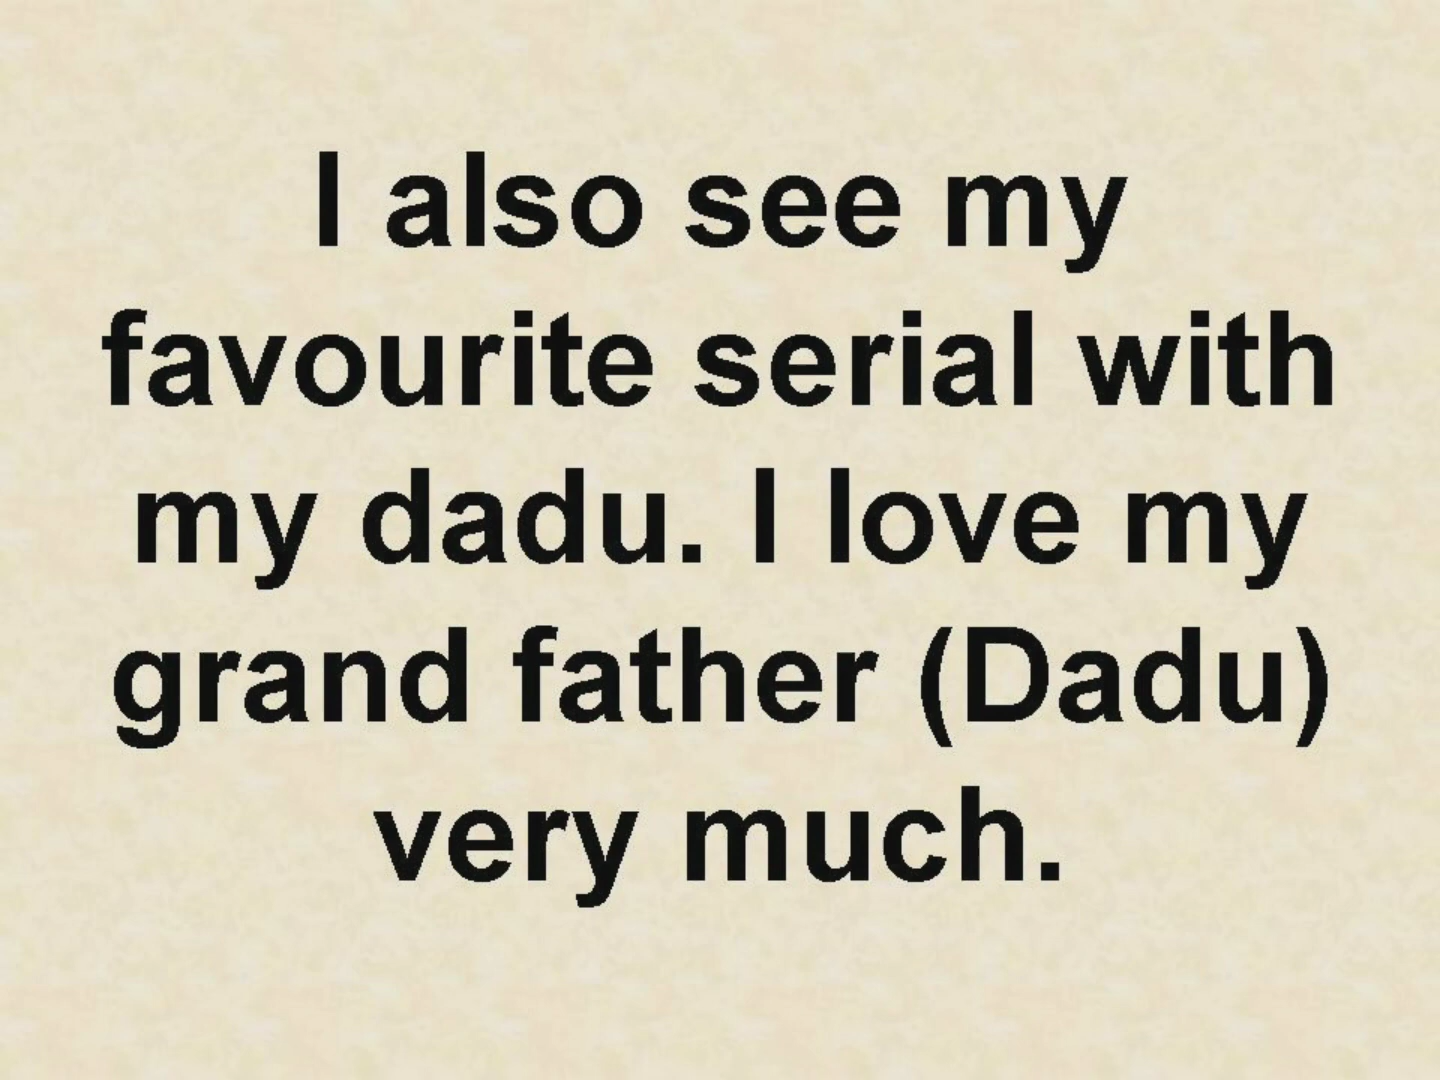 I also see my
favourite serial with
my dadu. I love my
grand father (Dadu)
very much.